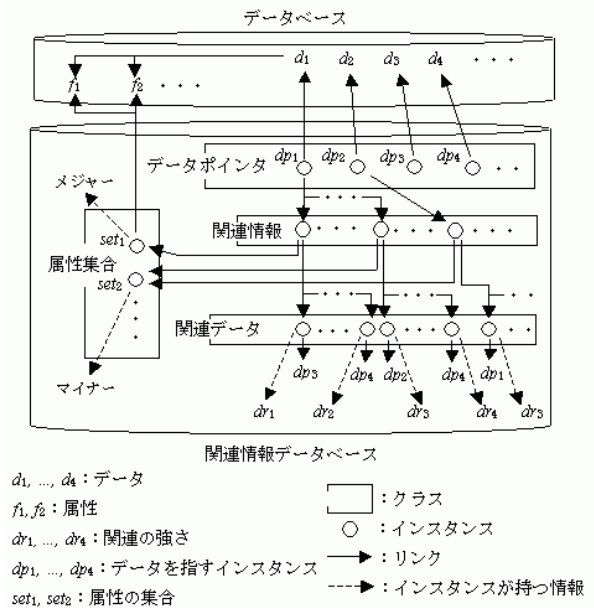 データベース
d1 d2 d3 d4 ・・・
f1 f2 ・・・
データポインタ dp1 dp2 dp3 dp4 ・・
メジャー
・・・・
関連情報 ・・・ ・・・ ・・
set1
属性集合
set2
・・・
・・・・ ・・・・ ・・・・
関連データ ・・・ ・・・ ・・
dp3 dp4 dp2 dp4 dp1
マイナー
dr1 dr2 dr3 dr4 dr3
関連情報データベース
d1, ..., d4：データ
f1, f2：属性
dr1, ..., dr4：関連の強さ
dp1, ..., dp4：データを指すインスタンス
set1, set2：属性の集合
：クラス
：インスタンス
：リンク
：インスタンスが持つ情報